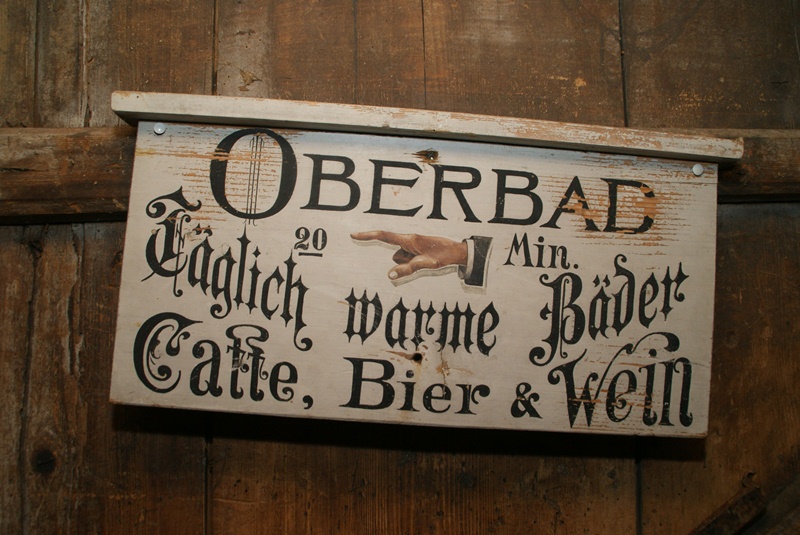 OBERBAD
20 Min.
Täglich warme Bäder
Caffe, Bier & Wein